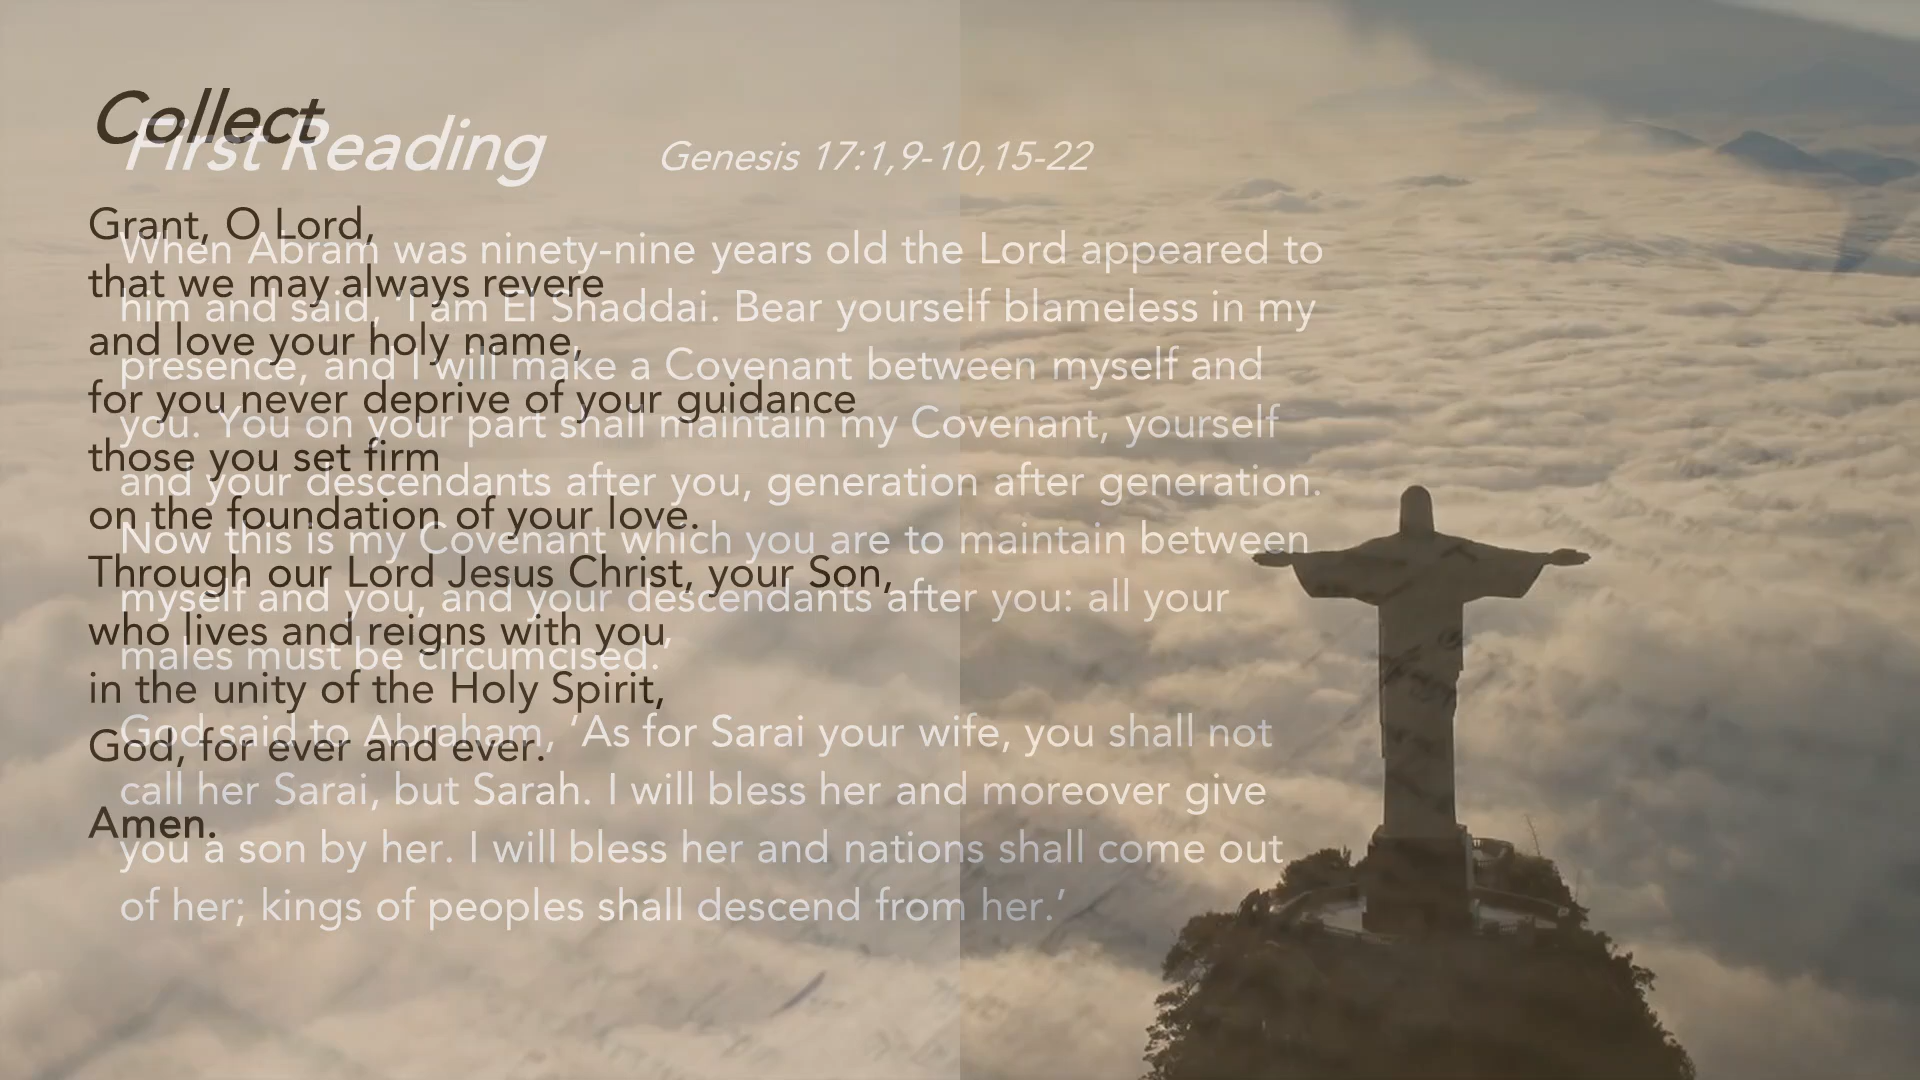 Collect
Grant, O Lord,
that we may always revere
and love your holy name,
for you never deprive of your guidance
those you set firm
on the foundation of your love.
Through our Lord Jesus Christ, your Son,
who lives and reigns with you
in the unity of the Holy Spirit,
God, for ever and ever.
Amen.
First Reading Genesis 17:1,9-10,15-22
When Abram was ninety-nine years old the Lord appeared to
him and said, ‘I am El Shaddai. Bear yourself blameless in my
presence, and I will make a Covenant between myself and
you. You on your part shall maintain my Covenant, yourself
and your descendants after you, generation after generation.
Now this is my Covenant which you are to maintain between
myself and you, and your descendants after you: all your
males must be circumcised.’
God said to Abraham, ‘As for Sarai your wife, you shall not
call her Sarai, but Sarah. I will bless her and moreover give
you a son by her. I will bless her and nations shall come out
of her; kings of peoples shall descend from her.’